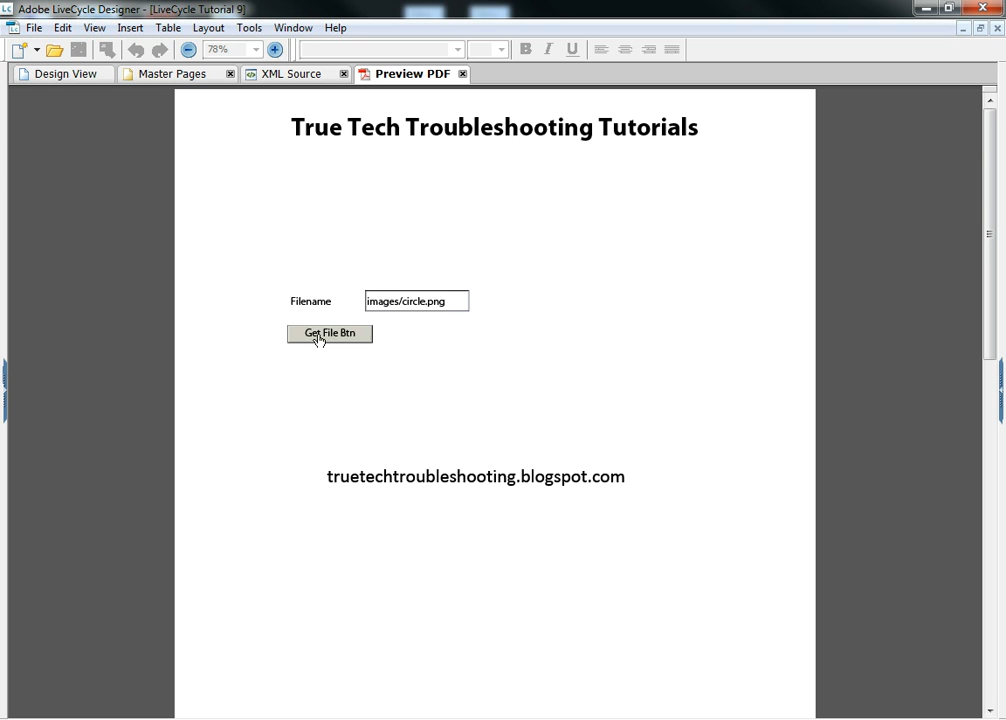 Lc Adobe LiveCycle Designer - [LiveCycle Tutorial 9]
File Edit View Insert Table Layout Tools Window Help
78% B I U
Design View Master Pages XML Source Preview PDF
True Tech Troubleshooting Tutorials
Filename images/circle.png
Get File Btn
truetechtroubleshooting.blogspot.com